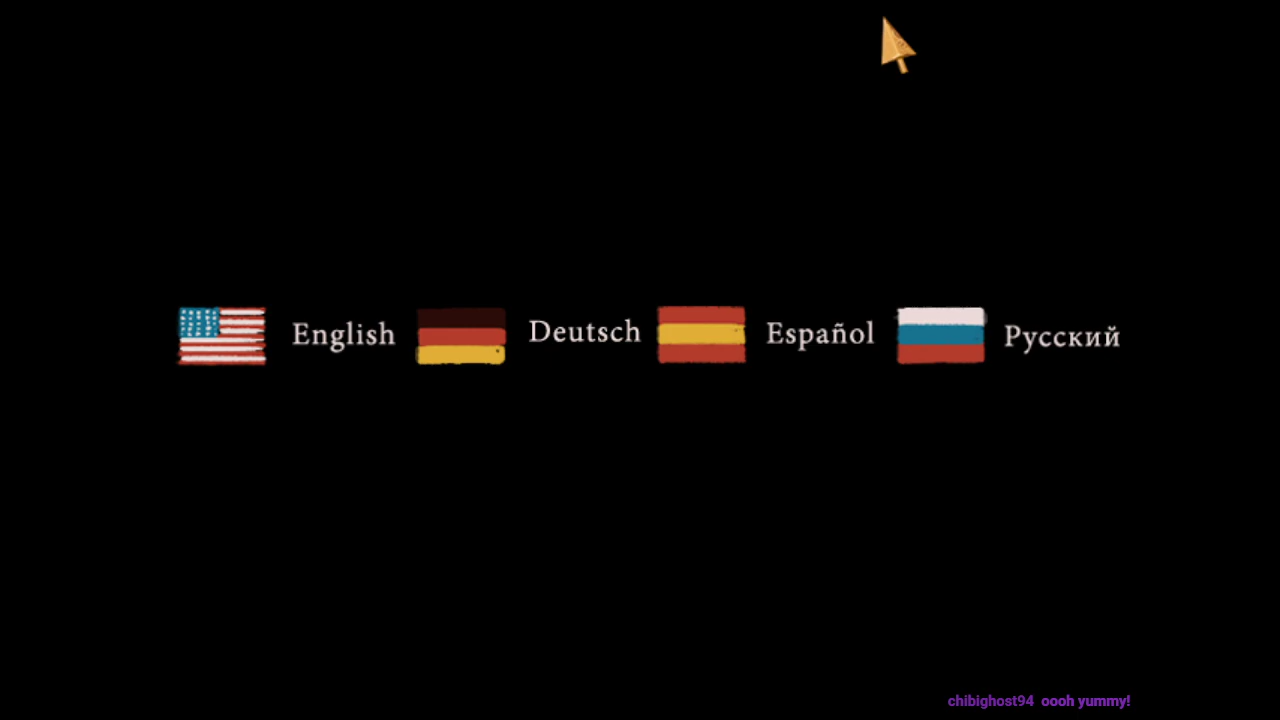 English Deutsch Español Русский
chibighost94 oooh yummy!